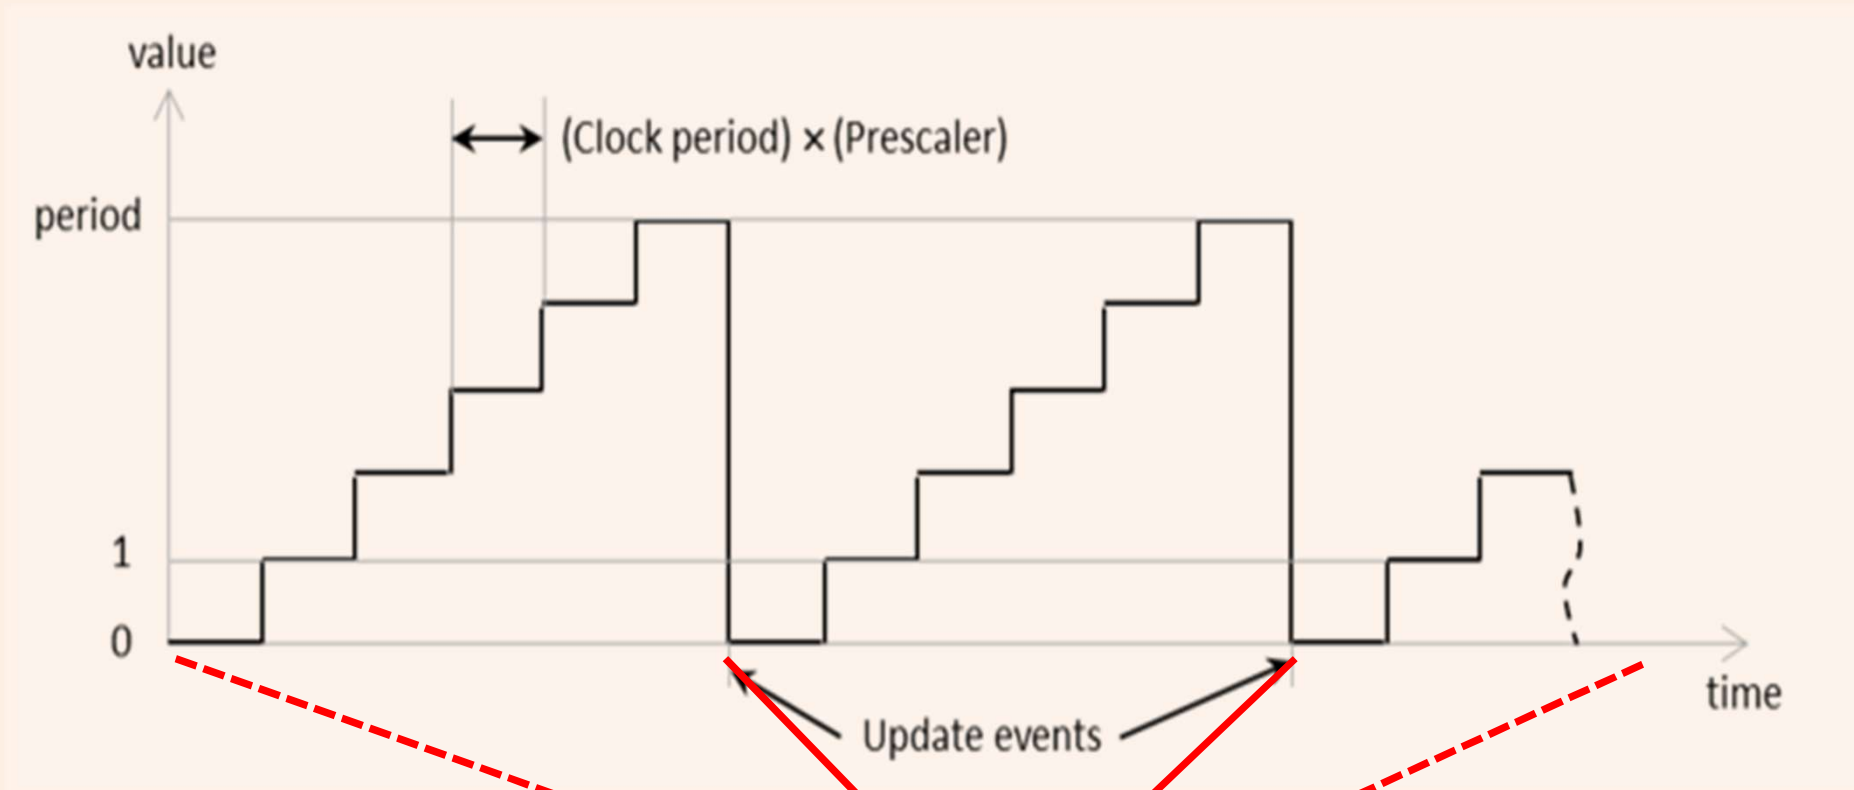 value
(Clock period) × (Prescaler)
period
1
0
time
Update events